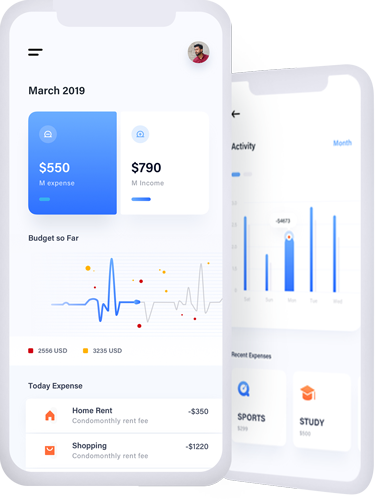 March 2019
$550
M expense
$790
M Income
Budget so Far
2556 USD
3235 USD
Today Expense
Home Rent
-$350
Condomonthly rent fee
Shopping
-$1220
Condomonthly rent fee
Activity
Month
-$4673
Sat
Sun
Mon
Tue
Wed
Recent Expenses
SPORTS
$299
STUDY